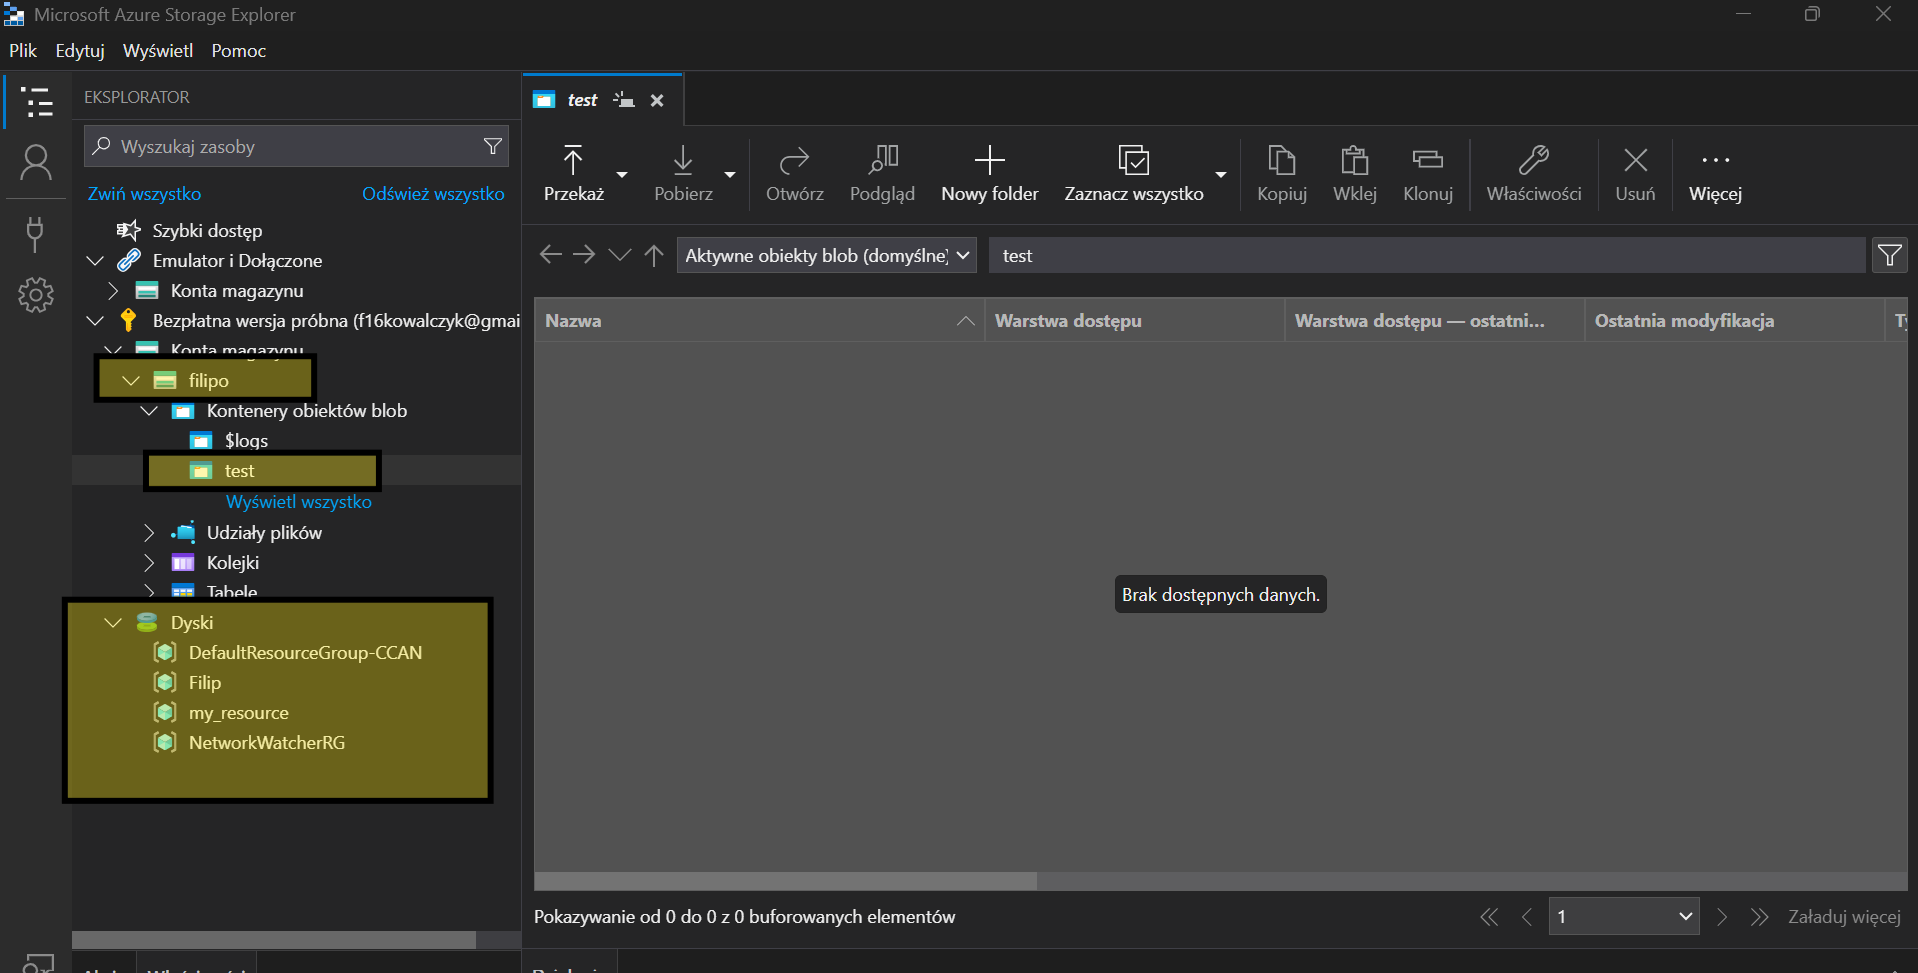 Microsoft Azure Storage Explorer
Plik Edytuj Wyświetl Pomoc
EKSPLORATOR
Wyszukaj zasoby
Zwiń wszystko Odśwież wszystko
Szybki dostęp
Emulator i Dołączone
Konta magazynu
Bezpłatna wersja próbna (f16kowalczyk@gmai
Konta magazynu
filipo
Kontenery obiektów blob
$logs
test
Wyświetl wszystko
Udziały plików
Kolejki
Tabele
Dyski
DefaultResourceGroup-CCAN
Filip
my_resource
NetworkWatcherRG
test
Przekaż Pobierz Otwórz Podgląd Nowy folder Zaznacz wszystko Kopiuj Wklej Klonuj Właściwości Usuń Więcej
Aktywne obiekty blob (domyślne) test
Nazwa Warstwa dostępu Warstwa dostępu — ostatni... Ostatnia modyfikacja
Brak dostępnych danych.
Pokazywanie od 0 do 0 z 0 buforowanych elementów 1 Załaduj więcej